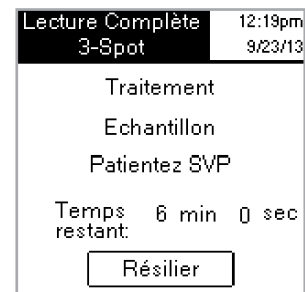 Lecture Complète 12:19pm
3-Spot 9/23/13
Traitement
Echantillon
Patientez SVP
Temps 6 min 0 sec
restant:
Résilier